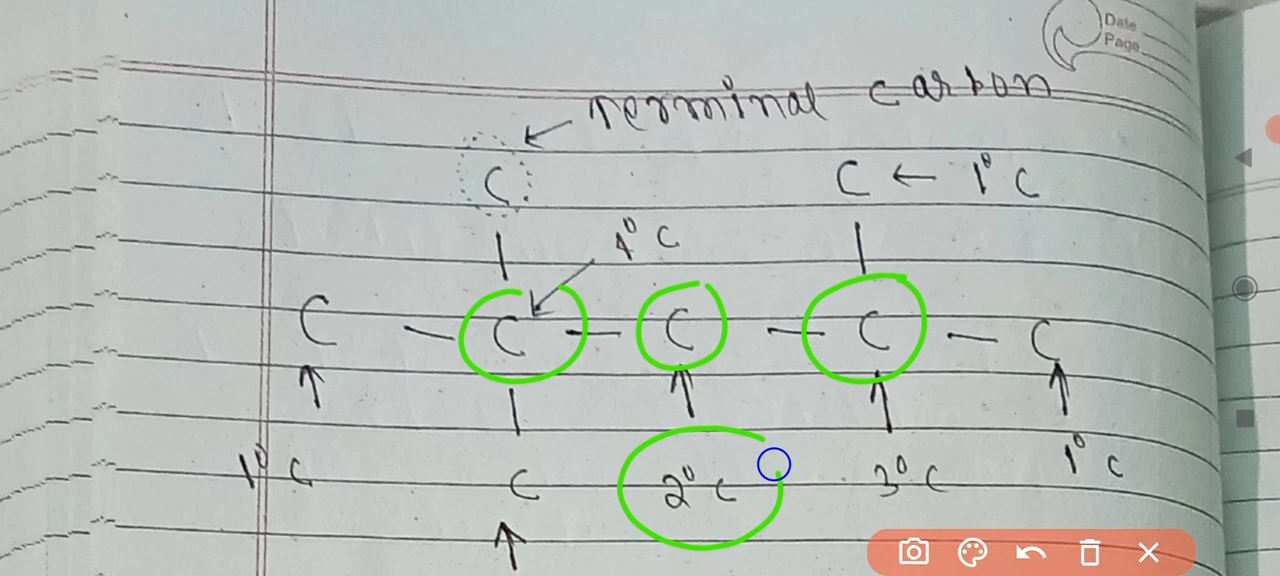 Date
Page
Terminal carbon
C C ← 1° C
4° C
C — C — C — C — C
1° C C 2° C 3° C 1° C